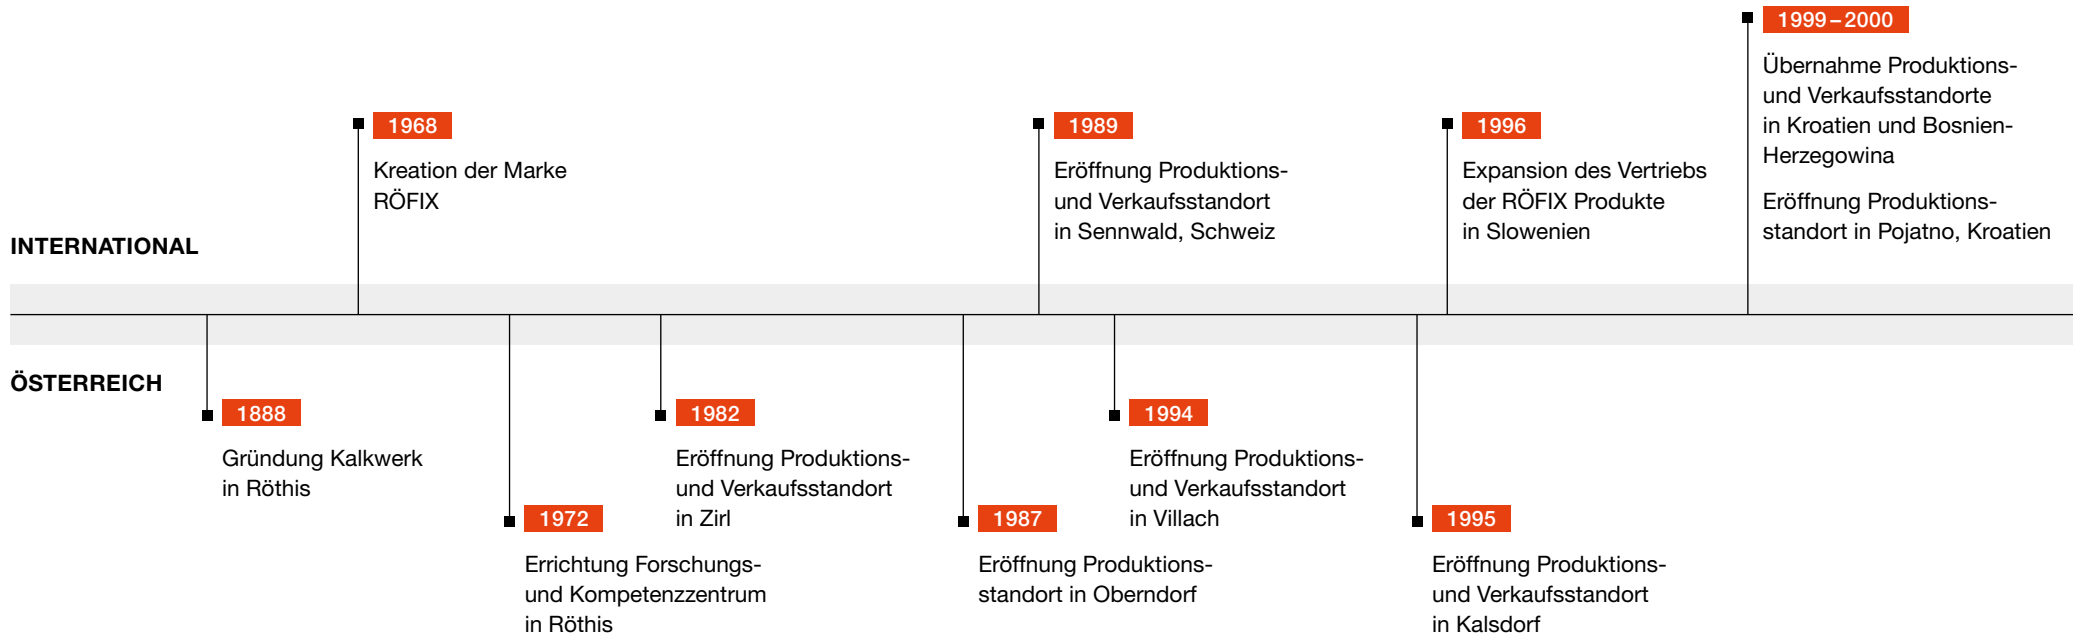 1999–2000
Übernahme Produktions-
und Verkaufsstandorte
in Kroatien und Bosnien-
Herzegowina
Eröffnung Produktions-
standort in Pojatno, Kroatien
1968
Kreation der Marke
RÖFIX
1989
Eröffnung Produktions-
und Verkaufsstandort
in Sennwald, Schweiz
1996
Expansion des Vertriebs
der RÖFIX Produkte
in Slowenien
INTERNATIONAL
ÖSTERREICH
1888
Gründung Kalkwerk
in Röthis
1972
Errichtung Forschungs-
und Kompetenzzentrum
in Röthis
1982
Eröffnung Produktions-
und Verkaufsstandort
in Zirl
1987
Eröffnung Produktions-
standort in Oberndorf
1994
Eröffnung Produktions-
und Verkaufsstandort
in Villach
1995
Eröffnung Produktions-
und Verkaufsstandort
in Kalsdorf